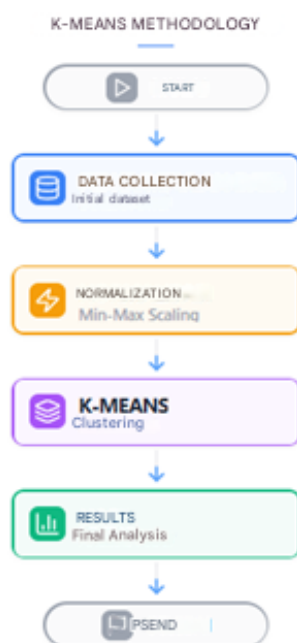 K-MEANS METHODOLOGY
START
DATA COLLECTION
Initial dataset
NORMALIZATION
Min-Max Scaling
K-MEANS
Clustering
RESULTS
Final Analysis
PSEND